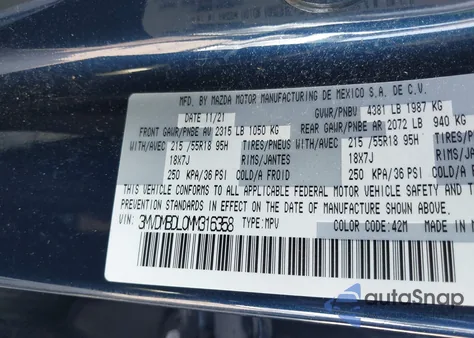 MFD. BY MAZDA MOTOR MANUFACTURING DE MEXICO S.A. DE C.V.
DATE 11/21 GVWR/PNBV 4381 LB 1987 KG
FRONT GAWR/PNBE AV 2315 LB 1050 KG REAR GAWR/PNBE AR 2072 LB 940 KG
WITH/AVEC 215 /55R18 95H TIRES/PNEUS WITH/AVEC 215 /55R18 95H TIRES/PNEUS
18X7J RIMS/JANTES 18X7J RIMS/JANTES
250 KPA/36 PSI COLD/A FROID 250 KPA/36 PSI COLD/A
THIS VEHICLE CONFORMS TO ALL APPLICABLE FEDERAL MOTOR VEHICLE SAFETY AND
PREVENTION STANDARDS IN EFFECT ON THE DATE OF MANUFACTURE SHOWN
VIN: 3MVDMBDL0MM316358 TYPE:MPV COLOR CODE:42M
autoSnap